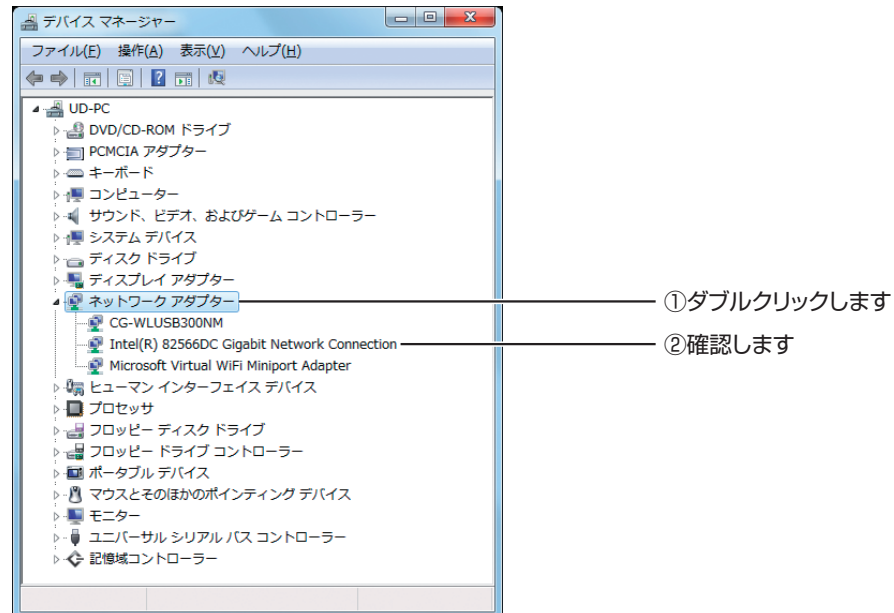 デバイス マネージャー
ファイル(F) 操作(A) 表示(V) ヘルプ(H)
UD-PC
DVD/CD-ROM ドライブ
PCMCIA アダプター
キーボード
コンピューター
サウンド、ビデオ、およびゲーム コントローラー
システム デバイス
ディスク ドライブ
ディスプレイ アダプター
ネットワーク アダプター ①ダブルクリックします
CG-WLUSB300NM
Intel(R) 82566DC Gigabit Network Connection ②確認します
Microsoft Virtual WiFi Miniport Adapter
ヒューマン インターフェイス デバイス
プロセッサ
フロッピー ディスク ドライブ
フロッピー ドライブ コントローラー
ポータブル デバイス
マウスとそのほかのポインティング デバイス
モニター
ユニバーサル シリアル バス コントローラー
記憶域コントローラー